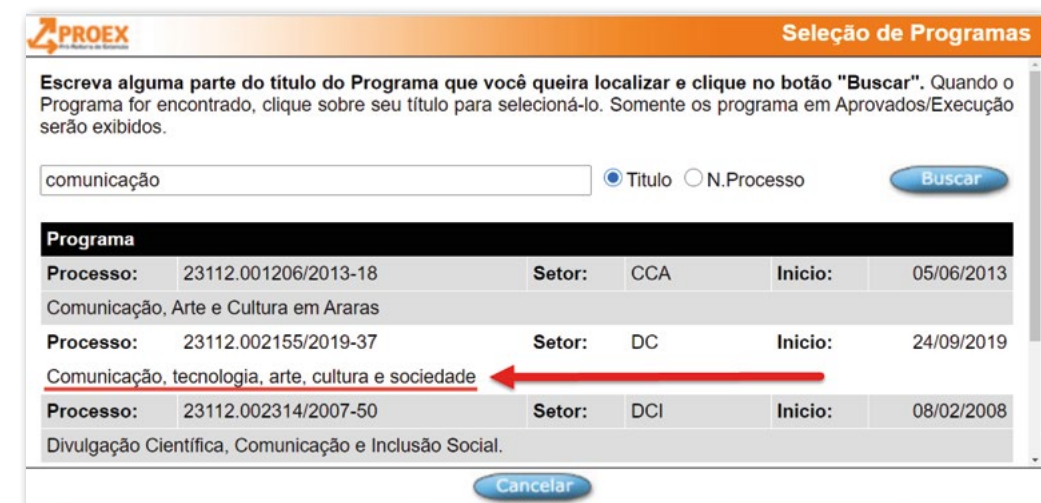 PROEX
Pró-Reitoria de Extensão
Seleção de Programas
Escreva alguma parte do título do Programa que você queira localizar e clique no botão "Buscar". Quando o
Programa for encontrado, clique sobre seu título para selecioná-lo. Somente os programa em Aprovados/Execução
serão exibidos.
comunicação Titulo N.Processo Buscar
Programa
Processo: 23112.001206/2013-18 Setor: CCA Inicio: 05/06/2013
Comunicação, Arte e Cultura em Araras
Processo: 23112.002155/2019-37 Setor: DC Inicio: 24/09/2019
Comunicação, tecnologia, arte, cultura e sociedade
Processo: 23112.002314/2007-50 Setor: DCI Inicio: 08/02/2008
Divulgação Científica, Comunicação e Inclusão Social.
Cancelar